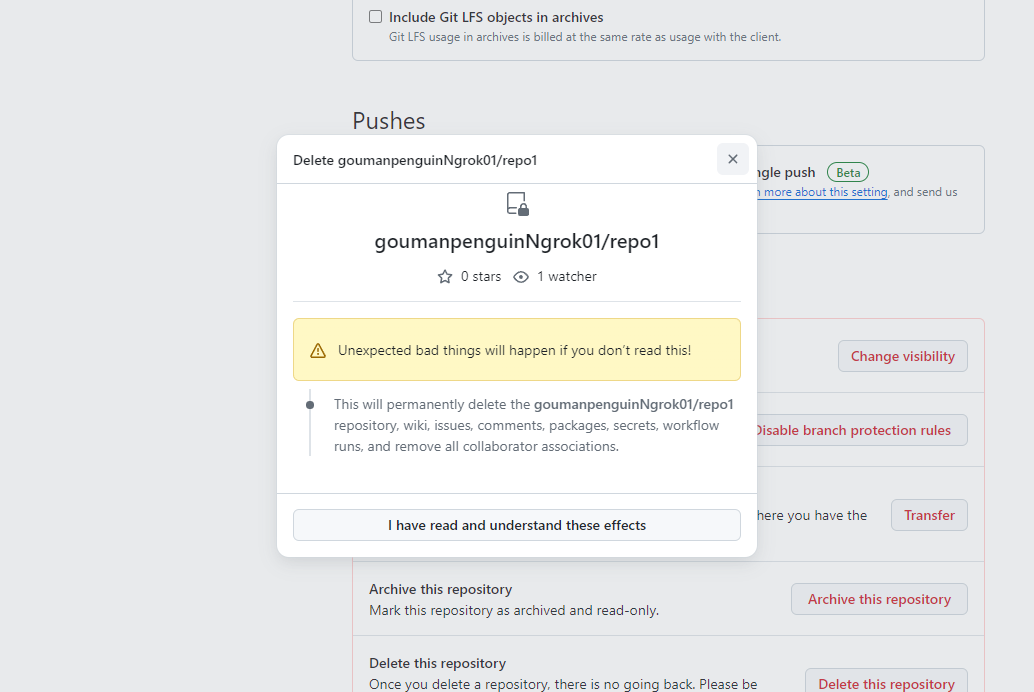 Include Git LFS objects in archives
Git LFS usage in archives is billed at the same rate as usage with the client.
Pushes
Delete goumanpenguinNgrok01/repo1
ngle push Beta
more about this setting, and send us
goumanpenguinNgrok01/repo1
0 stars 1 watcher
Unexpected bad things will happen if you don’t read this!
Change visibility
This will permanently delete the goumanpenguinNgrok01/repo1
repository, wiki, issues, comments, packages, secrets, workflow
runs, and remove all collaborator associations.
Disable branch protection rules
I have read and understand these effects
here you have the
Transfer
Archive this repository
Mark this repository as archived and read-only.
Archive this repository
Delete this repository
Once you delete a repository, there is no going back. Please be
Delete this repository